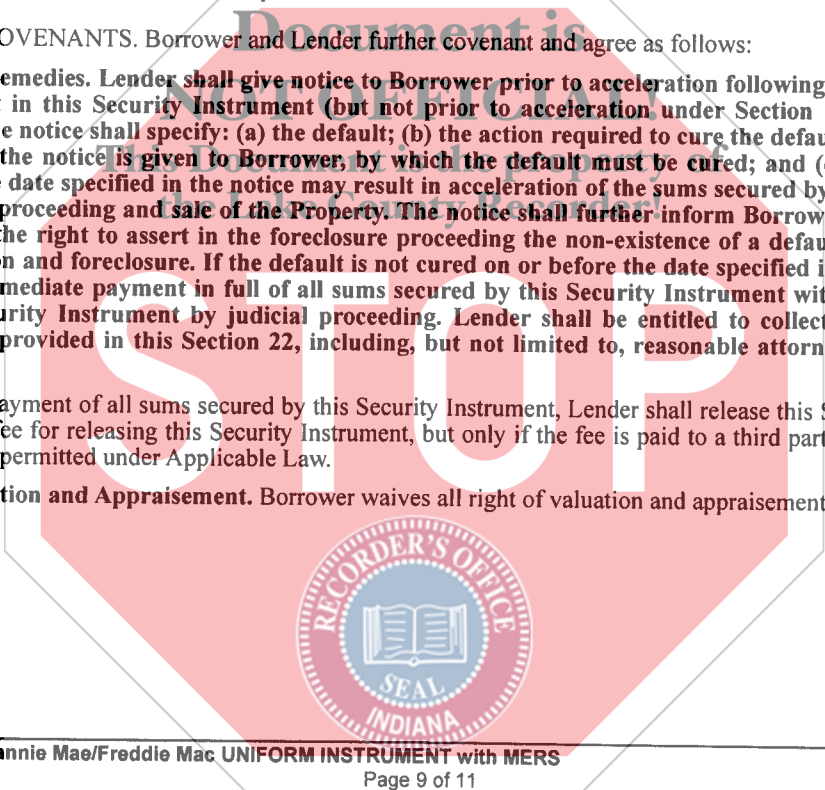 Document is
OVENANTS. Borrower and Lender further covenant and agree as follows:
NOT OFFICIAL!
emedies. Lender shall give notice to Borrower prior to acceleration following
in this Security Instrument (but not prior to acceleration under Section
e notice shall specify: (a) the default; (b) the action required to cure the defau
This Document is the property of
the notice is given to Borrower, by which the default must be cured; and (
date specified in the notice may result in acceleration of the sums secured by
the Lake County Recorder!
proceeding and sale of the Property. The notice shall further inform Borrow
he right to assert in the foreclosure proceeding the non-existence of a defau
n and foreclosure. If the default is not cured on or before the date specified i
mediate payment in full of all sums secured by this Security Instrument wit
urity Instrument by judicial proceeding. Lender shall be entitled to collect
provided in this Section 22, including, but not limited to, reasonable attorn
STOP
ayment of all sums secured by this Security Instrument, Lender shall release this S
ee for releasing this Security Instrument, but only if the fee is paid to a third part
permitted under Applicable Law.
tion and Appraisement. Borrower waives all right of valuation and appraisement
RECORDER'S OFFICE
SEAL
INDIANA
annie Mae/Freddie Mac UNIFORM INSTRUMENT with MERS
Page 9 of 11